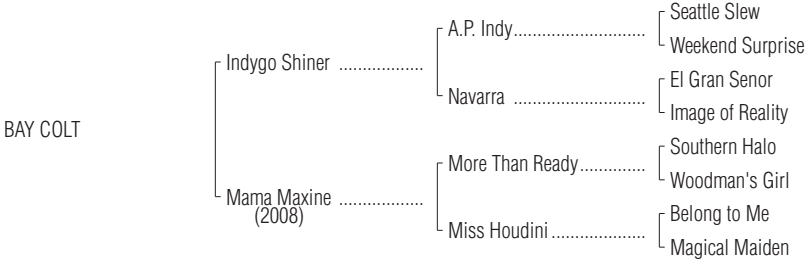 Seattle Slew
A.P. Indy.............................
Weekend Surprise
Indygo Shiner ..................
El Gran Senor
Navarra .............................
Image of Reality
BAY COLT
Southern Halo
More Than Ready..............
Woodman's Girl
Mama Maxine ..................
(2008)
Belong to Me
Miss Houdini ....................
Magical Maiden